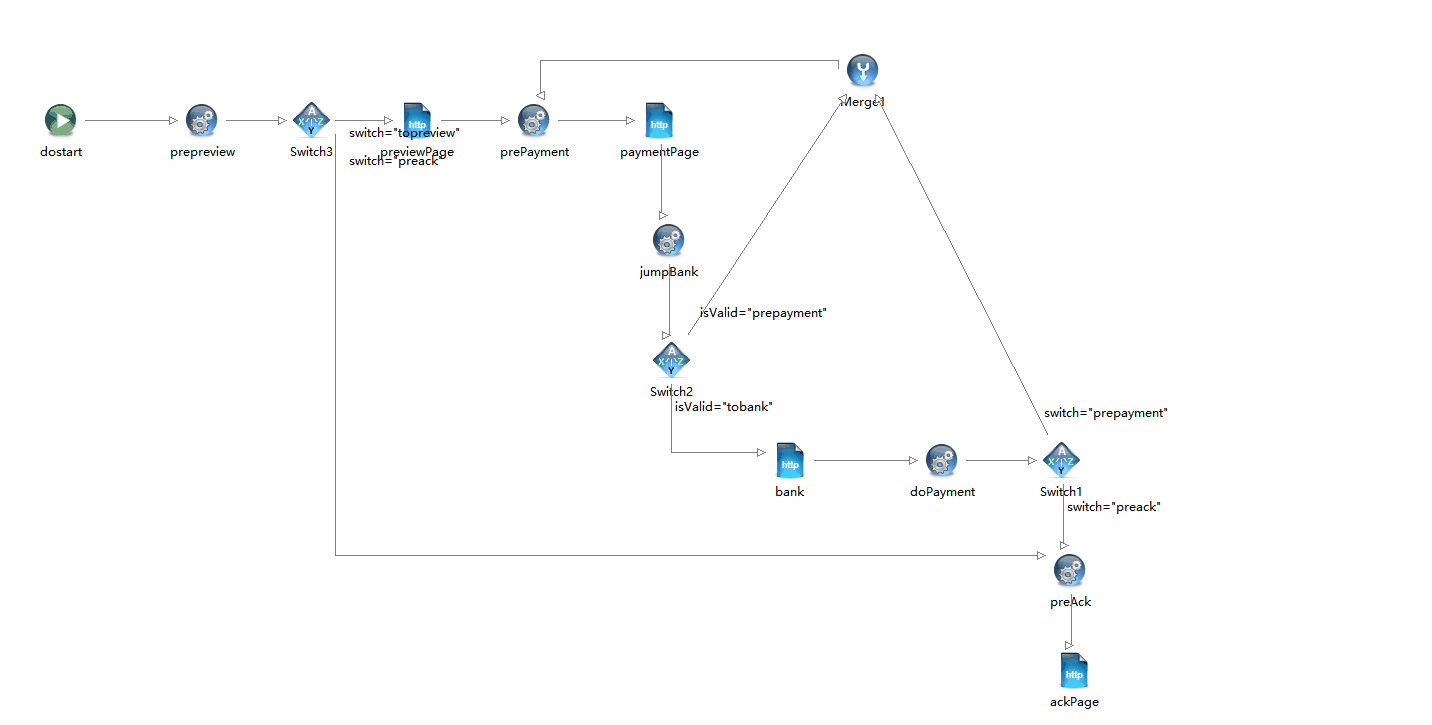 Merge1
A
X Z
Y
http
http
switch="topreview"
dostart
prepreview
Switch3
previewPage
prePayment
paymentPage
switch="preack"
jumpBank
isValid="prepayment"
A
X Z
Y
Switch2
isValid="tobank"
switch="prepayment"
http
A
X Z
Y
bank
doPayment
Switch1
switch="preack"
preAck
http
ackPage